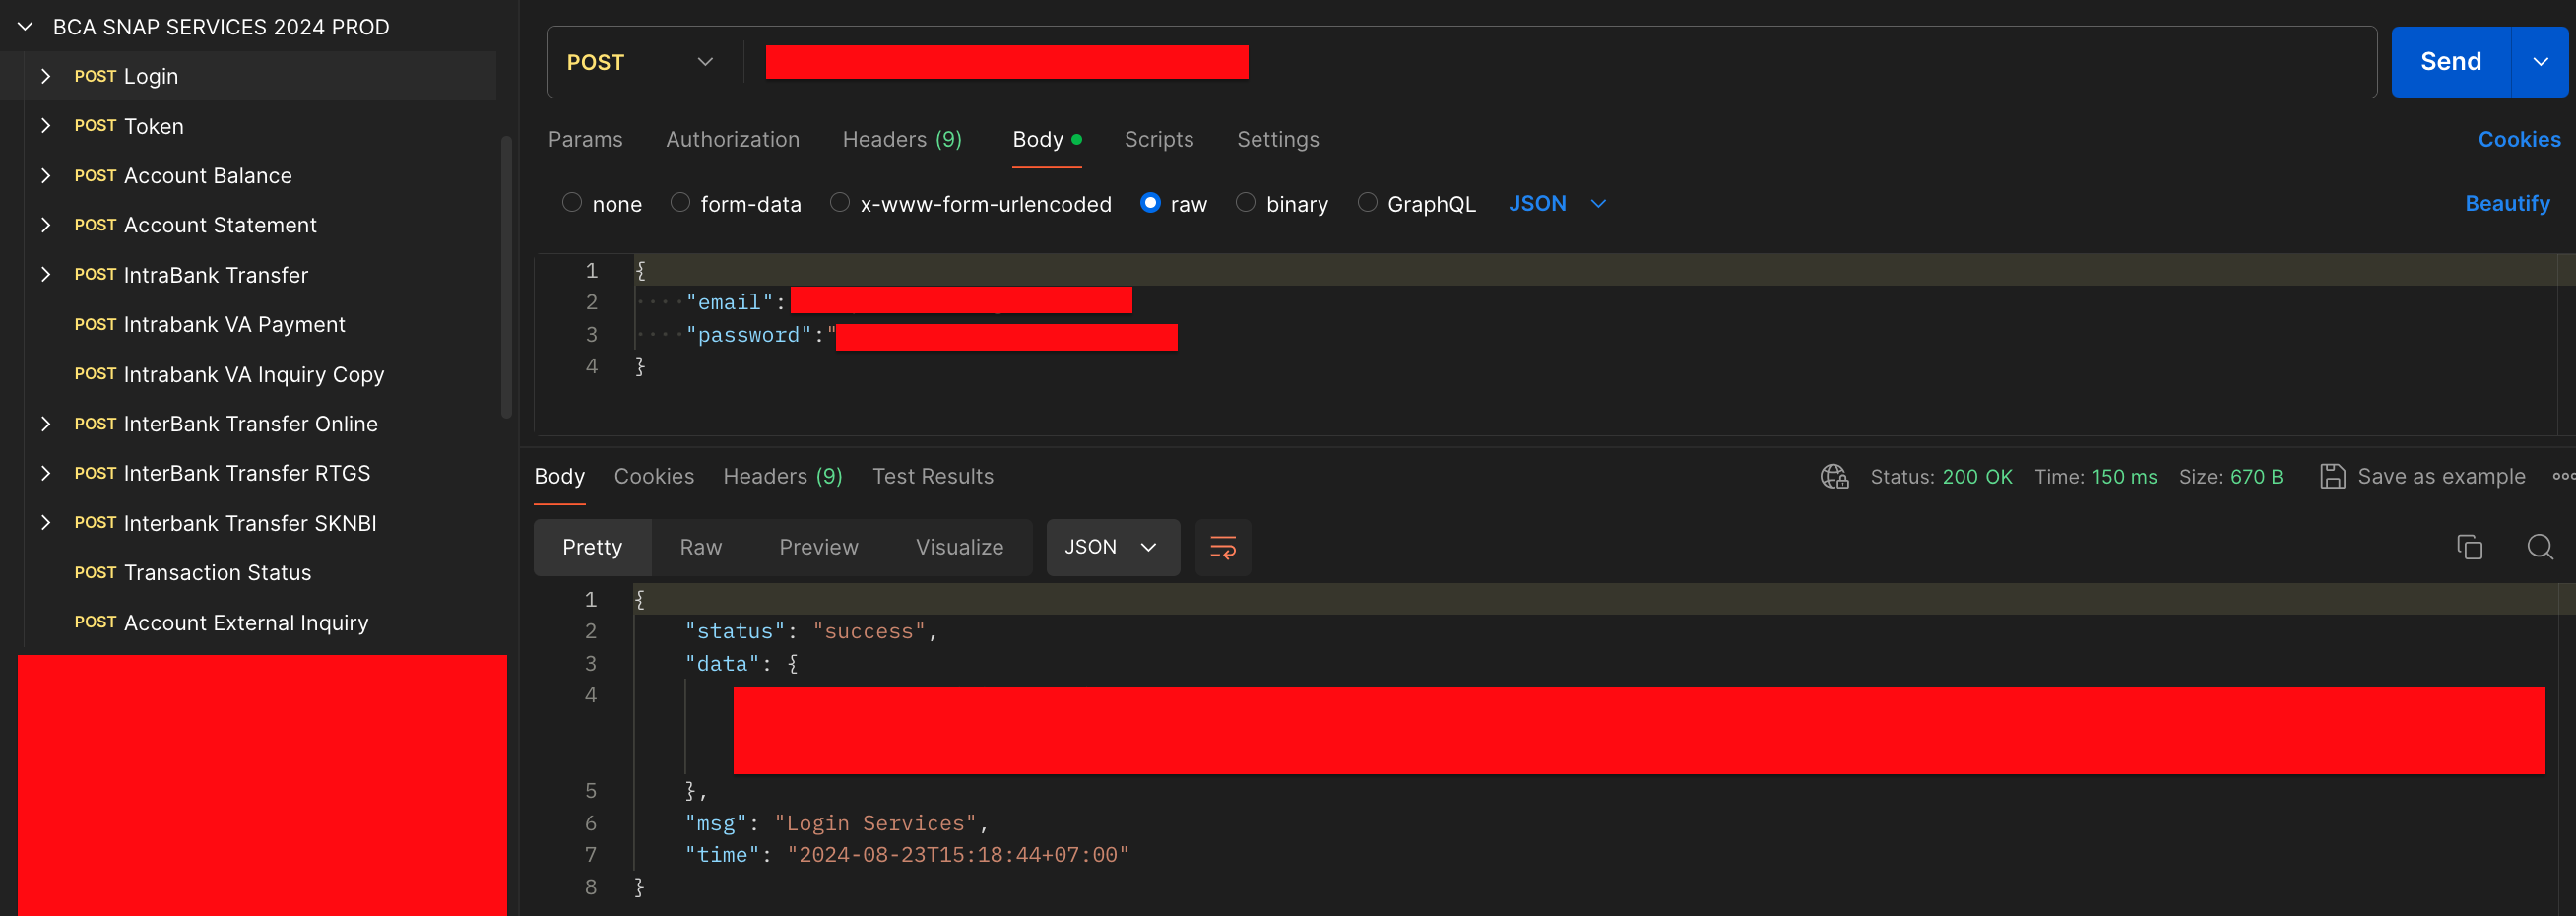 BCA SNAP SERVICES 2024 PROD
POST Login
POST Token
POST Account Balance
POST Account Statement
POST IntraBank Transfer
POST Intrabank VA Payment
POST Intrabank VA Inquiry Copy
POST InterBank Transfer Online
POST InterBank Transfer RTGS
POST Interbank Transfer SKNBI
POST Transaction Status
POST Account External Inquiry
POST
Send
Params Authorization Headers (9) Body Scripts Settings Cookies
none form-data x-www-form-urlencoded raw binary GraphQL JSON Beautify
1 {
2 "email":
3 "password":"
4 }
Body Cookies Headers (9) Test Results Status: 200 OK Time: 150 ms Size: 670 B Save as example
Pretty Raw Preview Visualize JSON
1 {
2 "status": "success",
3 "data": {
4
5 },
6 "msg": "Login Services",
7 "time": "2024-08-23T15:18:44+07:00"
8 }